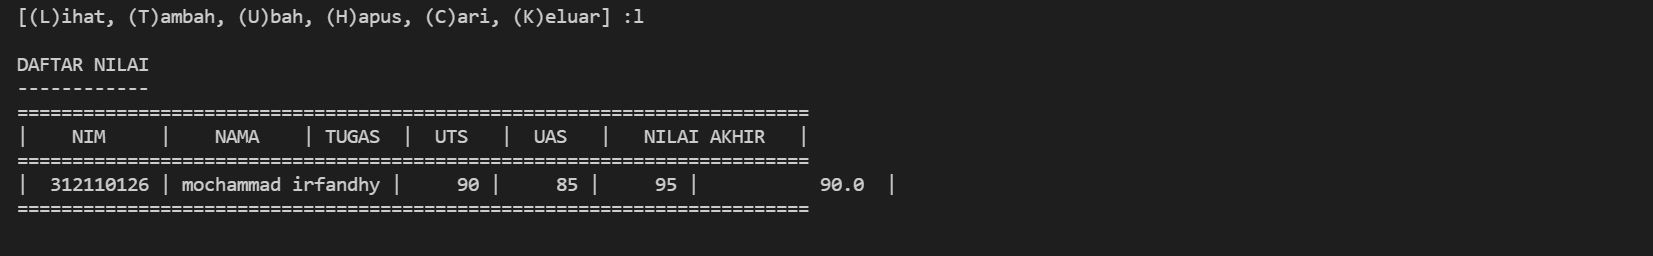 [(L)ihat, (T)ambah, (U)bah, (H)apus, (C)ari, (K)eluar] :l
DAFTAR NILAI
------------
========================================================================
|    NIM     |    NAMA    | TUGAS  |  UTS   |  UAS   |   NILAI AKHIR   |
========================================================================
|  312110126 | mochammad irfandhy |     90 |     85 |     95 |           90.0  |
========================================================================